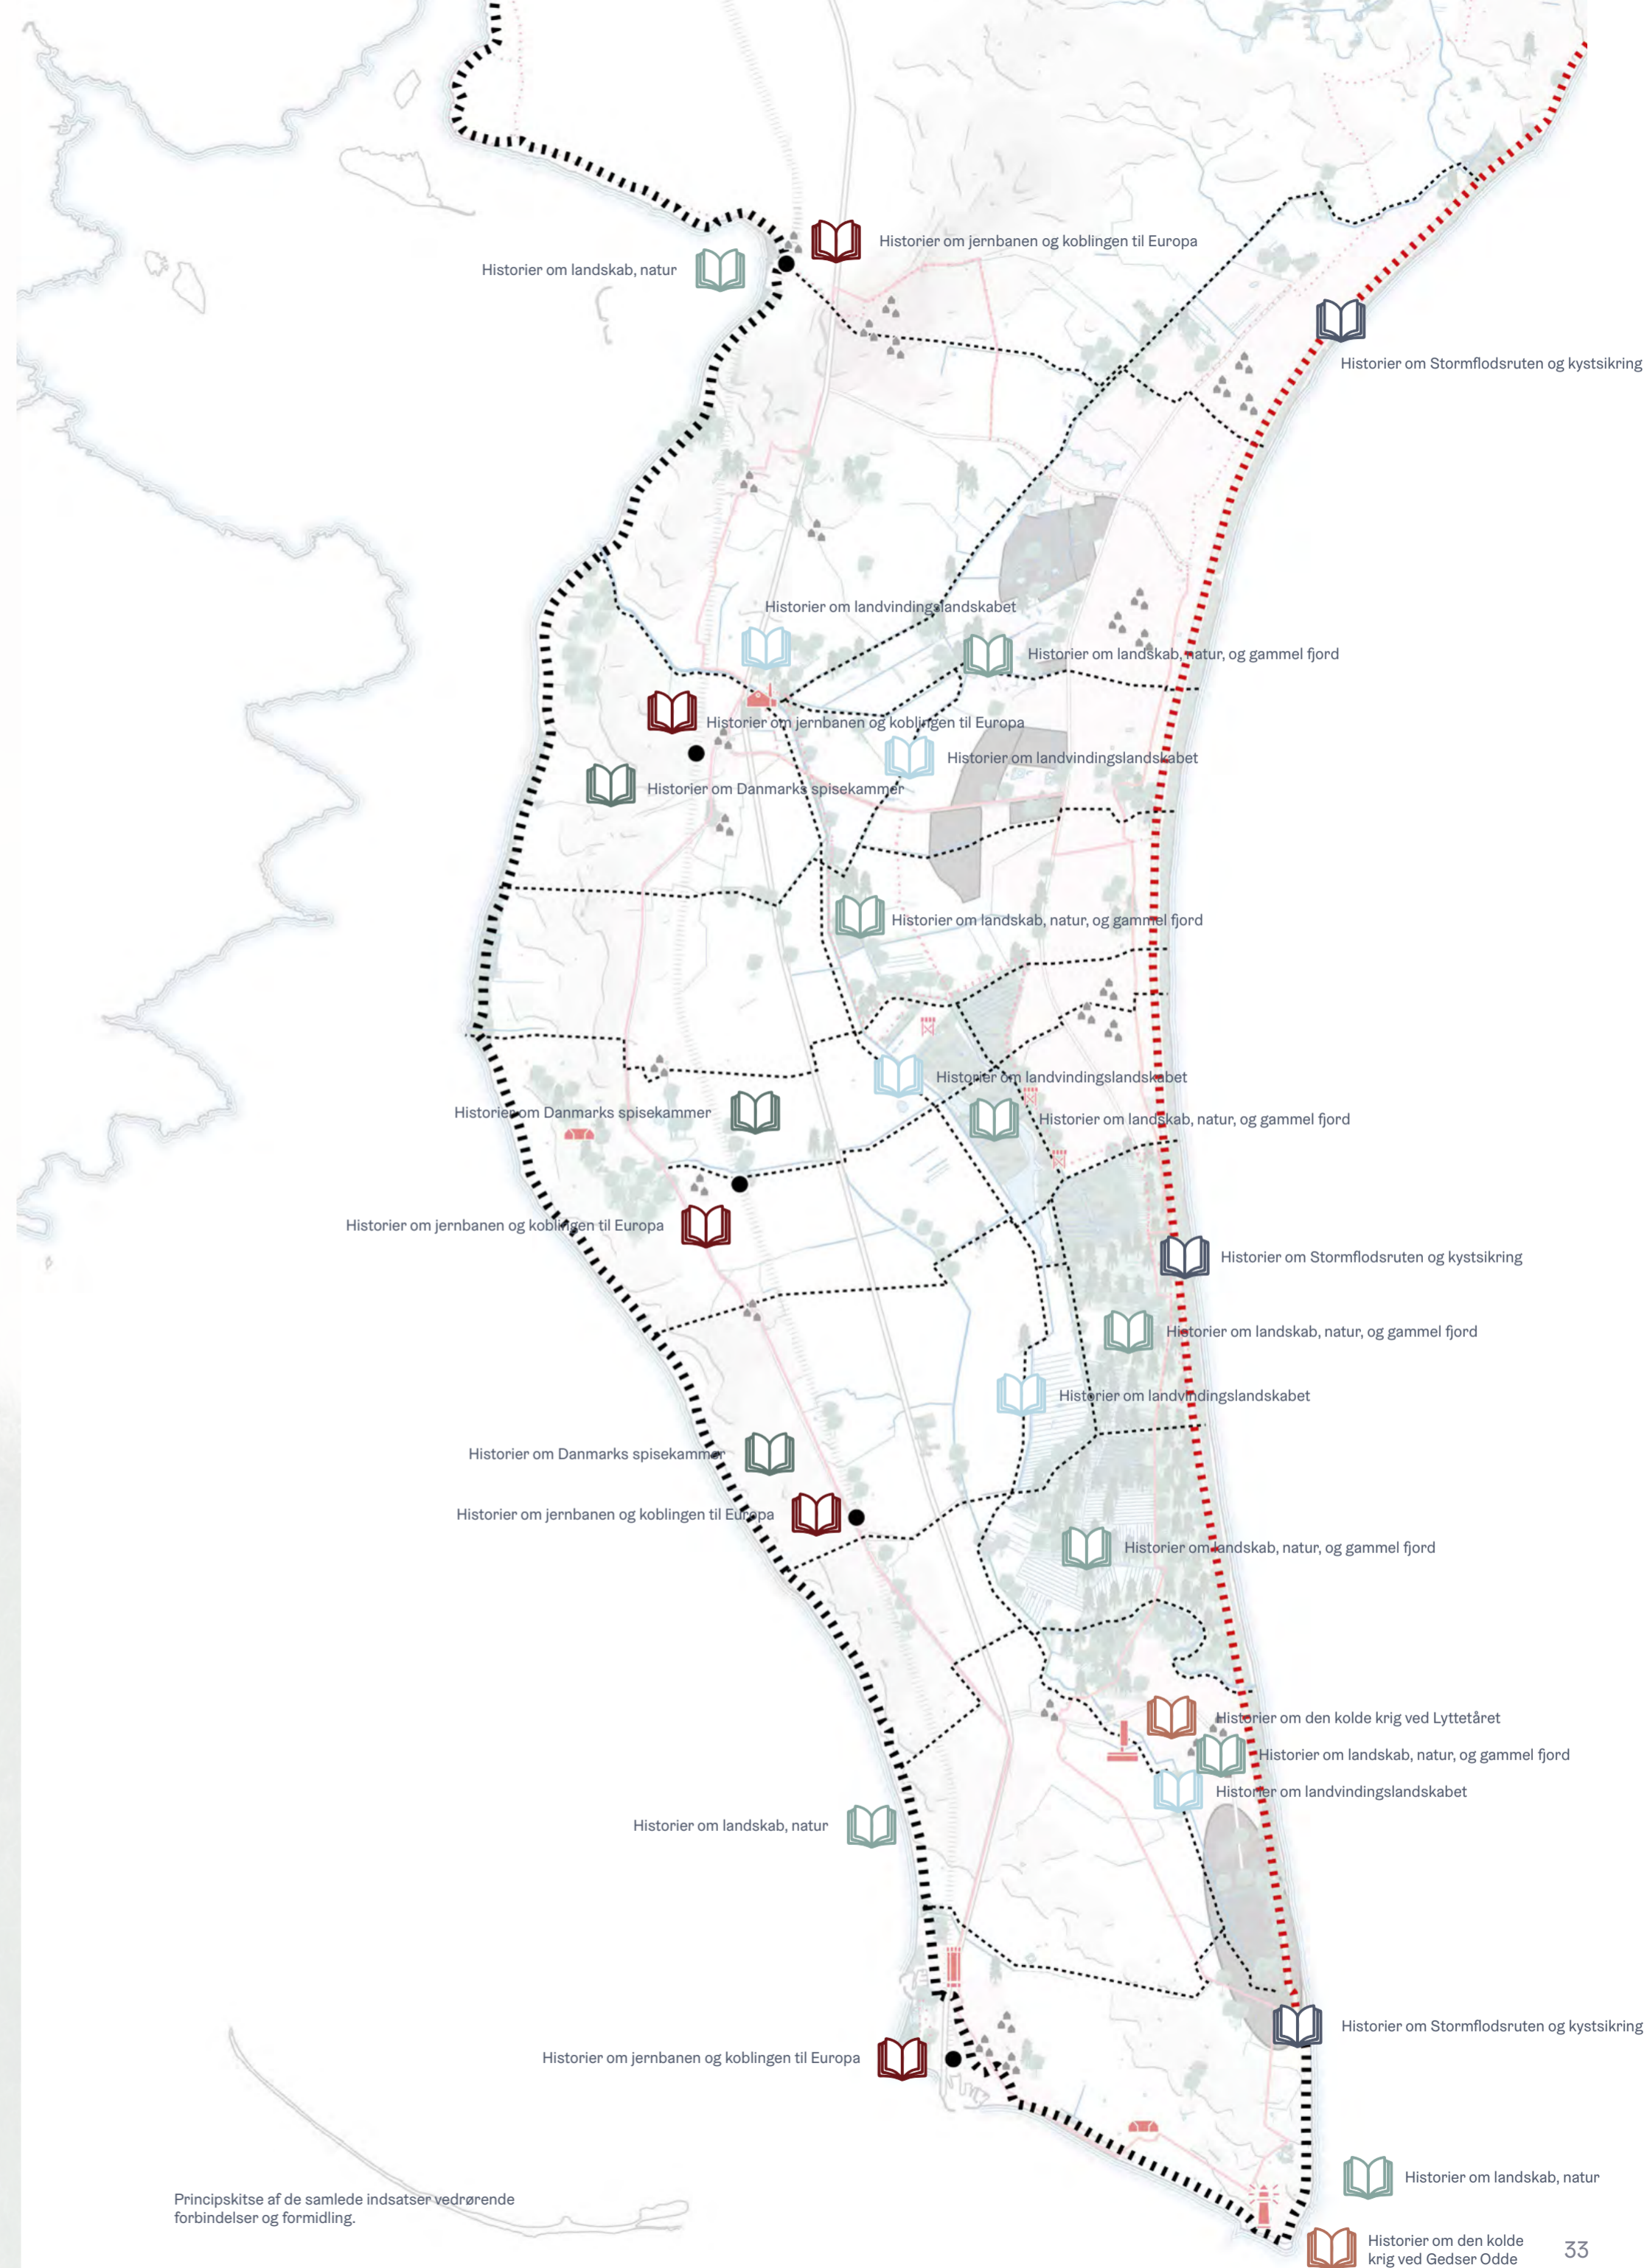 Historier om jernbanen og koblingen til Europa
Historier om landskab, natur
Historier om Stormflodsruten og kystsikring
Historier om landvindingslandskabet
Historier om landskab, natur, og gammel fjord
Historier om jernbanen og koblingen til Europa
Historier om landvindingslandskabet
Historier om Danmarks spisekammer
Historier om landskab, natur, og gammel fjord
Historier om landvindingslandskabet
Historier om Danmarks spisekammer
Historier om landskab, natur, og gammel fjord
Historier om jernbanen og koblingen til Europa
Historier om Stormflodsruten og kystsikring
Historier om landskab, natur, og gammel fjord
Historier om landvindingslandskabet
Historier om Danmarks spisekammer
Historier om jernbanen og koblingen til Europa
Historier om landskab, natur, og gammel fjord
Historier om den kolde krig ved Lyttetåret
Historier om landskab, natur, og gammel fjord
Historier om landvindingslandskabet
Historier om landskab, natur
Historier om Stormflodsruten og kystsikring
Historier om jernbanen og koblingen til Europa
Historier om landskab, natur
Principskitse af de samlede indsatser vedrørende
forbindelser og formidling.
Historier om den kolde
krig ved Gedser Odde
33